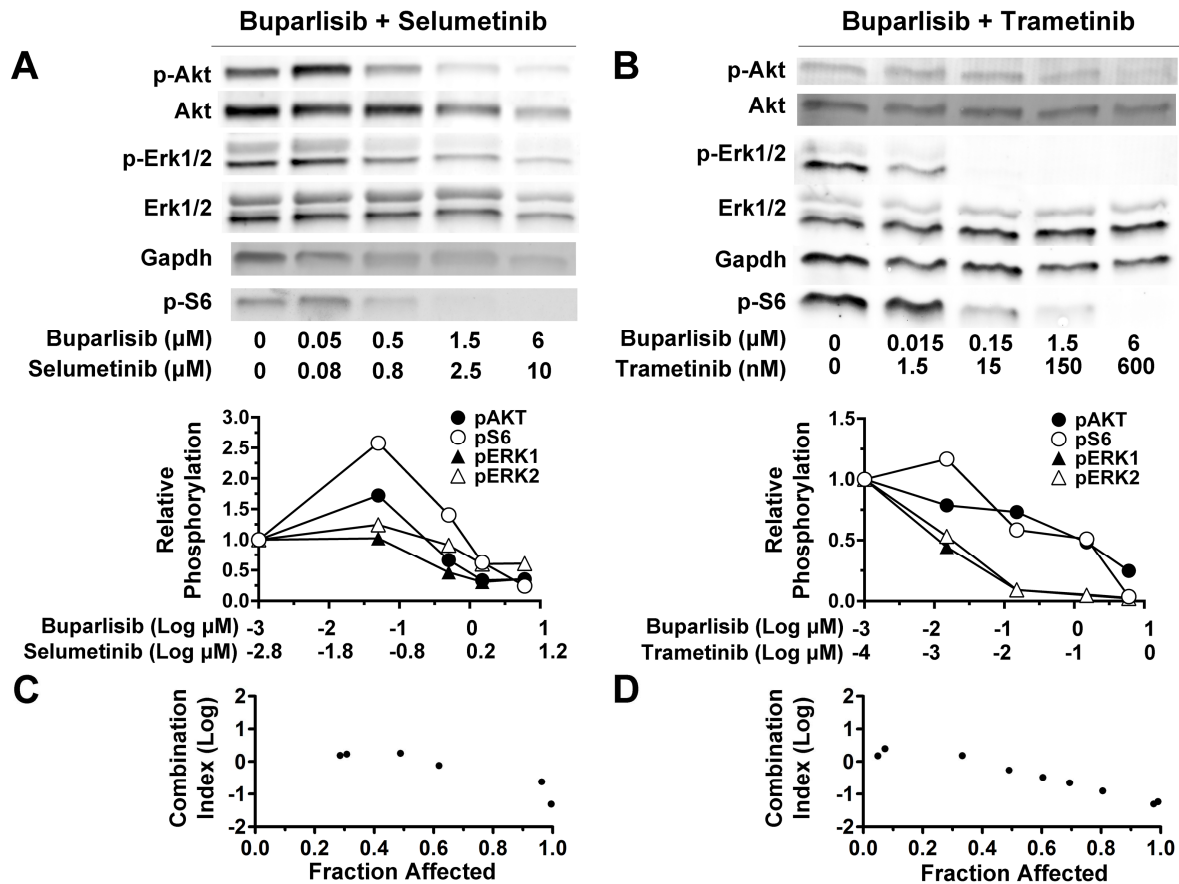 Buparlisib + Selumetinib
A
p-Akt
Akt
p-Erk1/2
Erk1/2
Gapdh
p-S6
Buparlisib (µM) 0 0.05 0.5 1.5 6
Selumetinib (µM) 0 0.08 0.8 2.5 10
Relative Phosphorylation
3.0
2.5
2.0
1.5
1.0
0.5
0.0
pAKT
pS6
pERK1
pERK2
Buparlisib (Log µM) -3 -2 -1 0 1
Selumetinib (Log µM) -2.8 -1.8 -0.8 0.2 1.2
Buparlisib + Trametinib
B
p-Akt
Akt
p-Erk1/2
Erk1/2
Gapdh
p-S6
Buparlisib (µM) 0 0.015 0.15 1.5 6
Trametinib (nM) 0 1.5 15 150 600
Relative Phosphorylation
1.5
1.0
0.5
0.0
pAKT
pS6
pERK1
pERK2
Buparlisib (Log µM) -3 -2 -1 0 1
Trametinib (Log µM) -4 -3 -2 -1 0
C
Combination Index (Log)
2
1
0
-1
-2
0.0 0.2 0.4 0.6 0.8 1.0
Fraction Affected
D
Combination Index (Log)
2
1
0
-1
-2
0.0 0.2 0.4 0.6 0.8 1.0
Fraction Affected